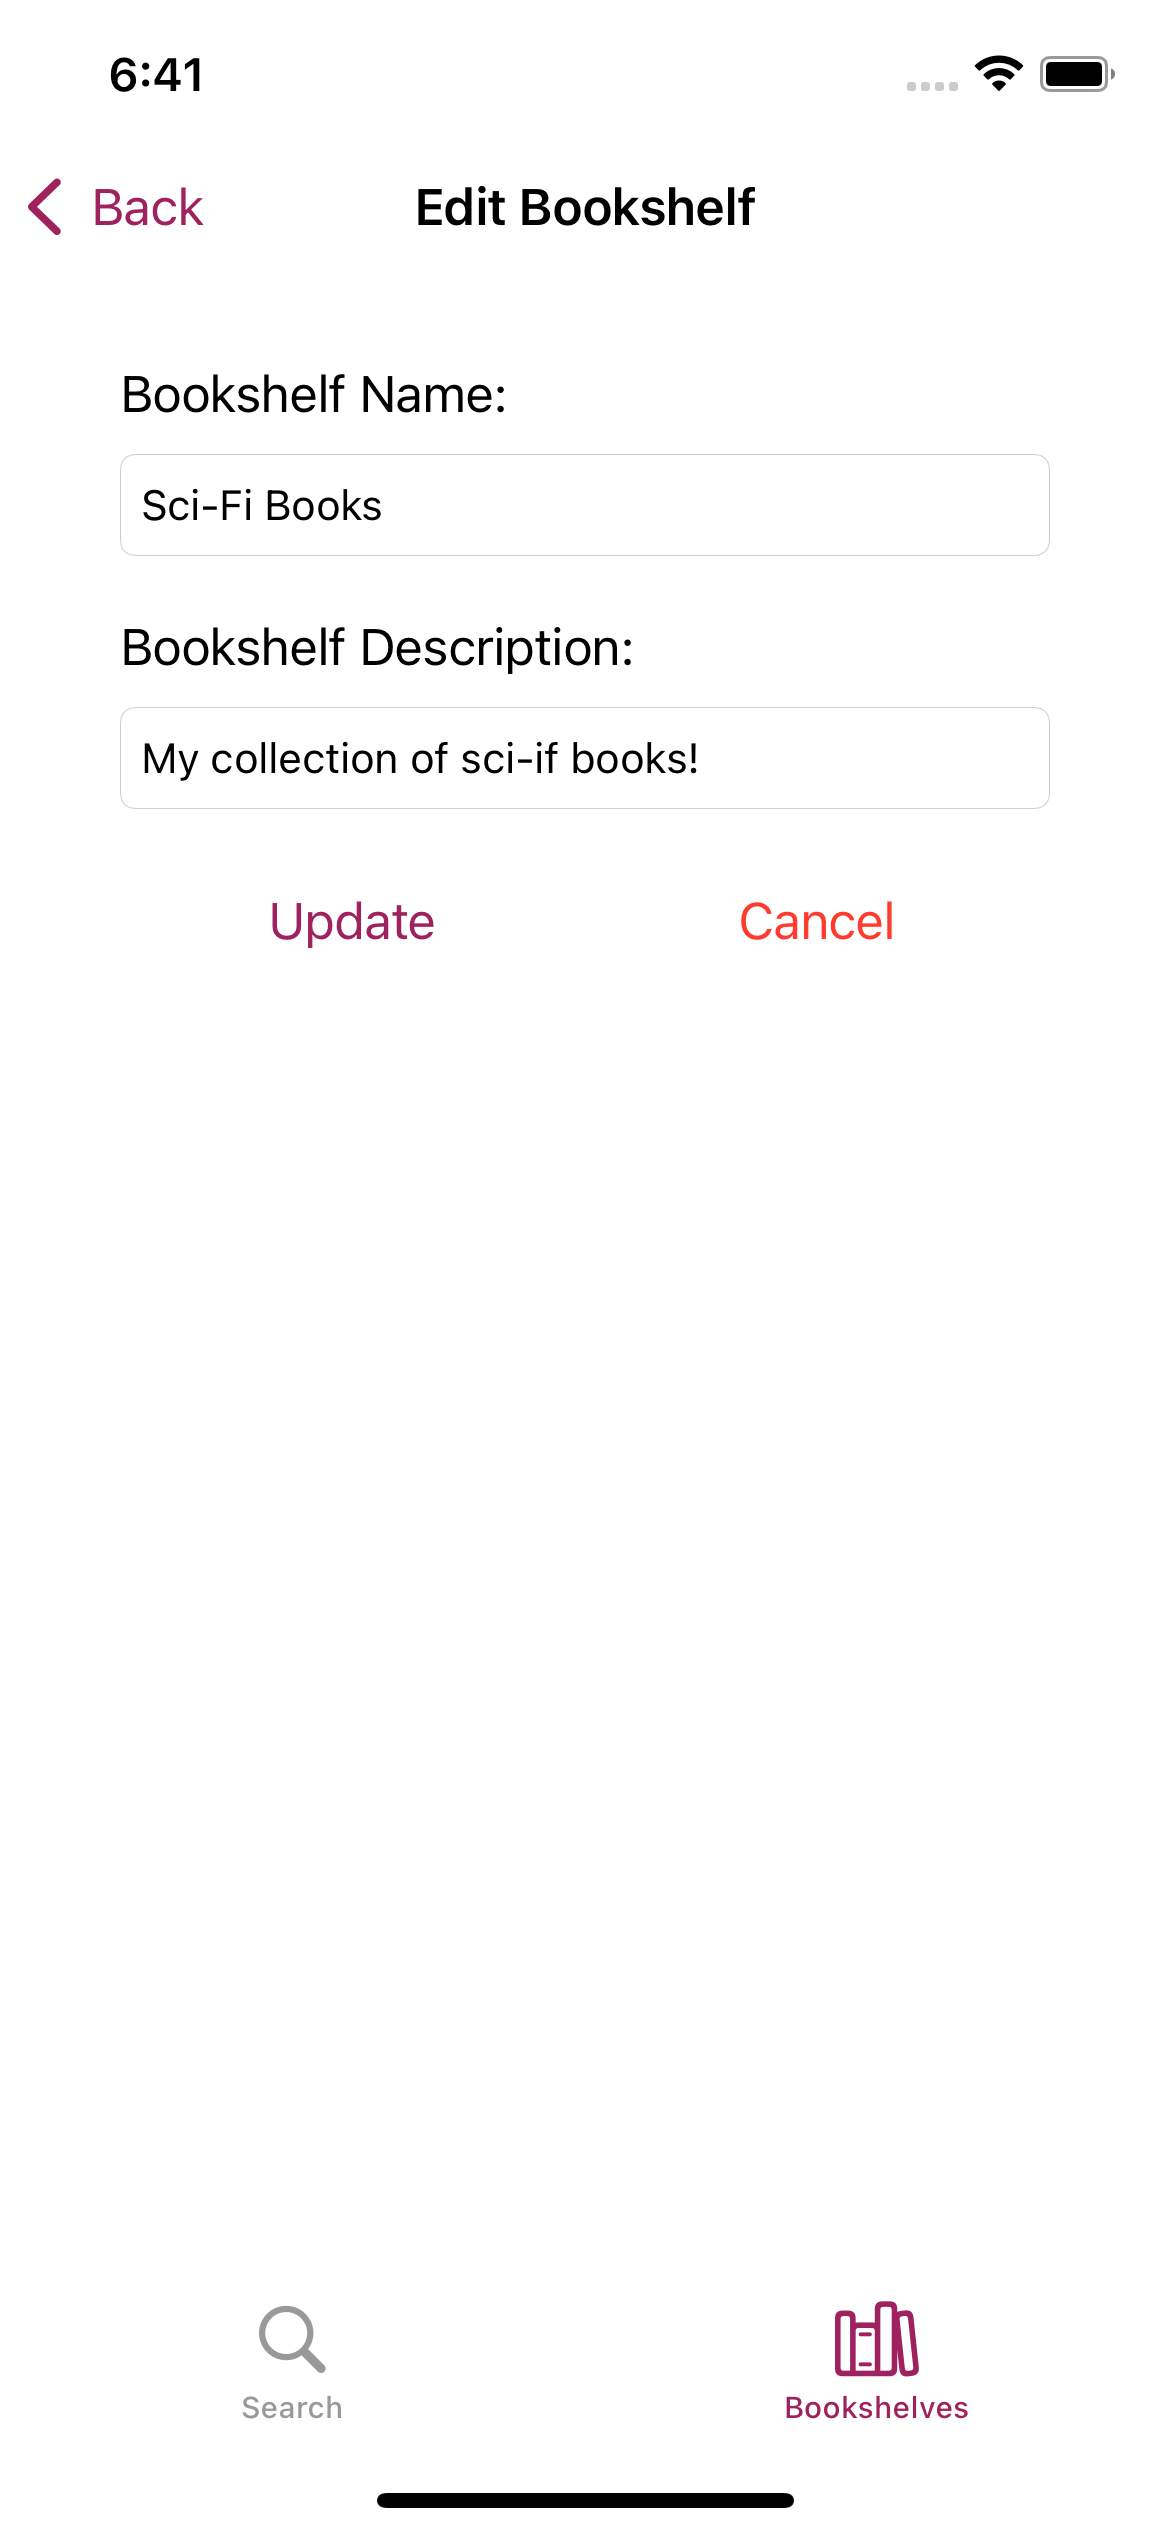 6:41
Back
Edit Bookshelf
Bookshelf Name:
Sci-Fi Books
Bookshelf Description:
My collection of sci-if books!
Update
Cancel
Search
Bookshelves